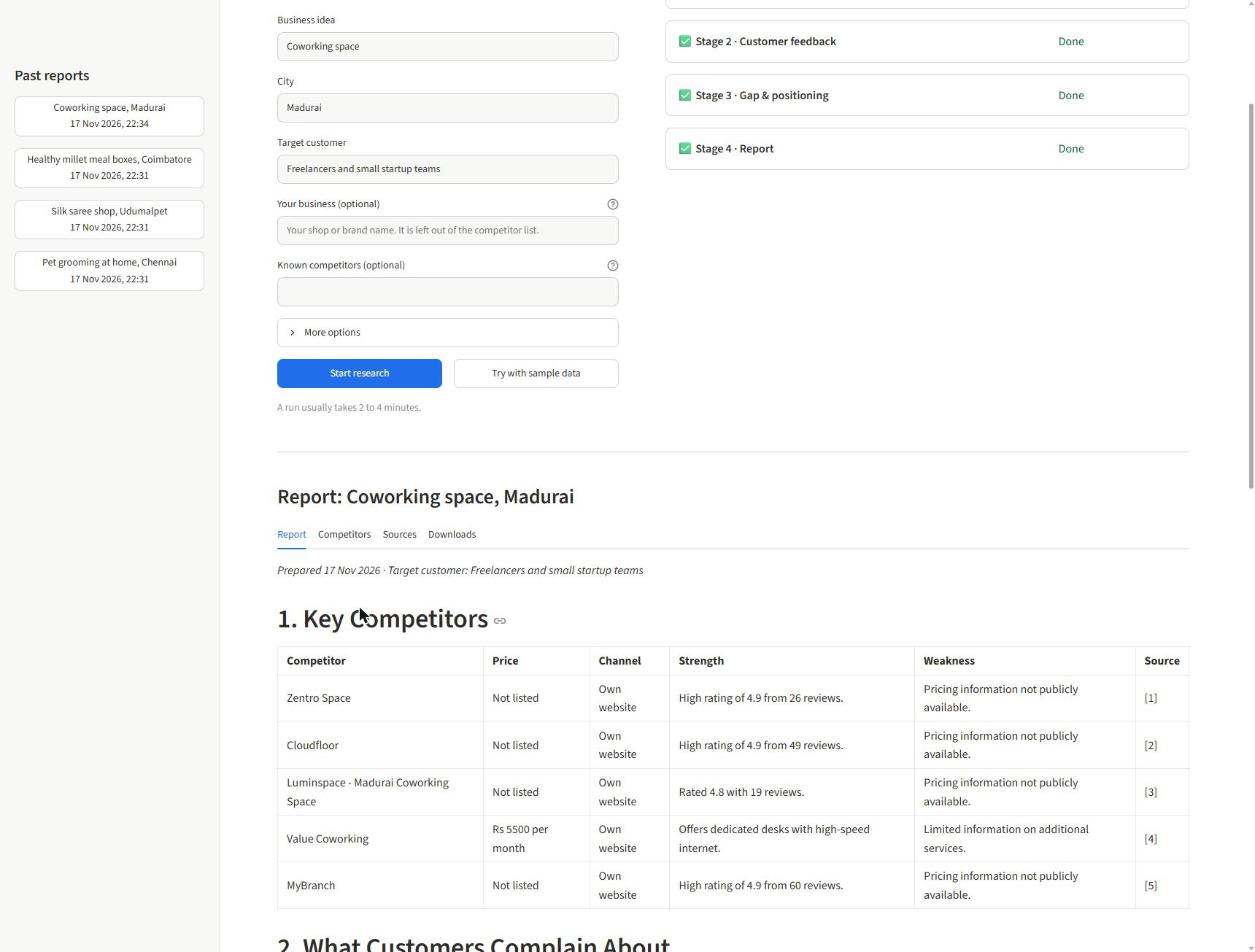 Past reports
Coworking space, Madurai
17 Nov 2026, 22:34
Healthy millet meal boxes, Coimbatore
17 Nov 2026, 22:31
Silk saree shop, Udumalpet
17 Nov 2026, 22:31
Pet grooming at home, Chennai
17 Nov 2026, 22:31
Business idea
Coworking space
City
Madurai
Target customer
Freelancers and small startup teams
Your business (optional)
Your shop or brand name. It is left out of the competitor list.
Known competitors (optional)
More options
Start research
Try with sample data
A run usually takes 2 to 4 minutes.
Stage 2 · Customer feedback Done
Stage 3 · Gap & positioning Done
Stage 4 · Report Done
Report: Coworking space, Madurai
Report Competitors Sources Downloads
Prepared 17 Nov 2026 · Target customer: Freelancers and small startup teams
1. Key Competitors
Competitor Price Channel Strength Weakness Source
Zentro Space Not listed Own website High rating of 4.9 from 26 reviews. Pricing information not publicly available. [1]
Cloudfloor Not listed Own website High rating of 4.9 from 49 reviews. Pricing information not publicly available. [2]
Luminspace - Madurai Coworking Space Not listed Own website Rated 4.8 with 19 reviews. Pricing information not publicly available. [3]
Value Coworking Rs 5500 per month Own website Offers dedicated desks with high-speed internet. Limited information on additional services. [4]
MyBranch Not listed Own website High rating of 4.9 from 60 reviews. Pricing information not publicly available. [5]
2. What Customers Complain About